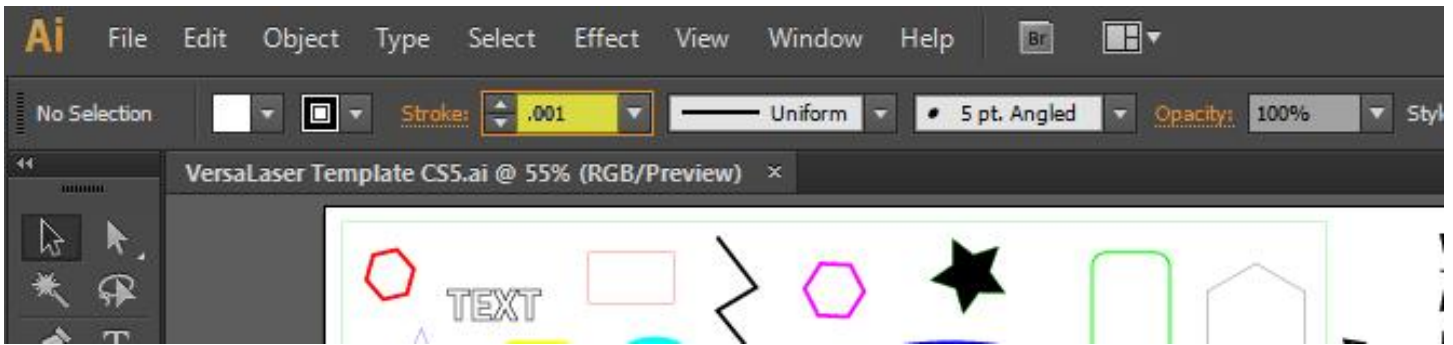 Ai File Edit Object Type Select Effect View Window Help Br
No Selection Stroke: .001 Uniform 5 pt. Angled Opacity: 100%
VersaLaser Template CS5.ai @ 55% (RGB/Preview) ×
TEXT
T